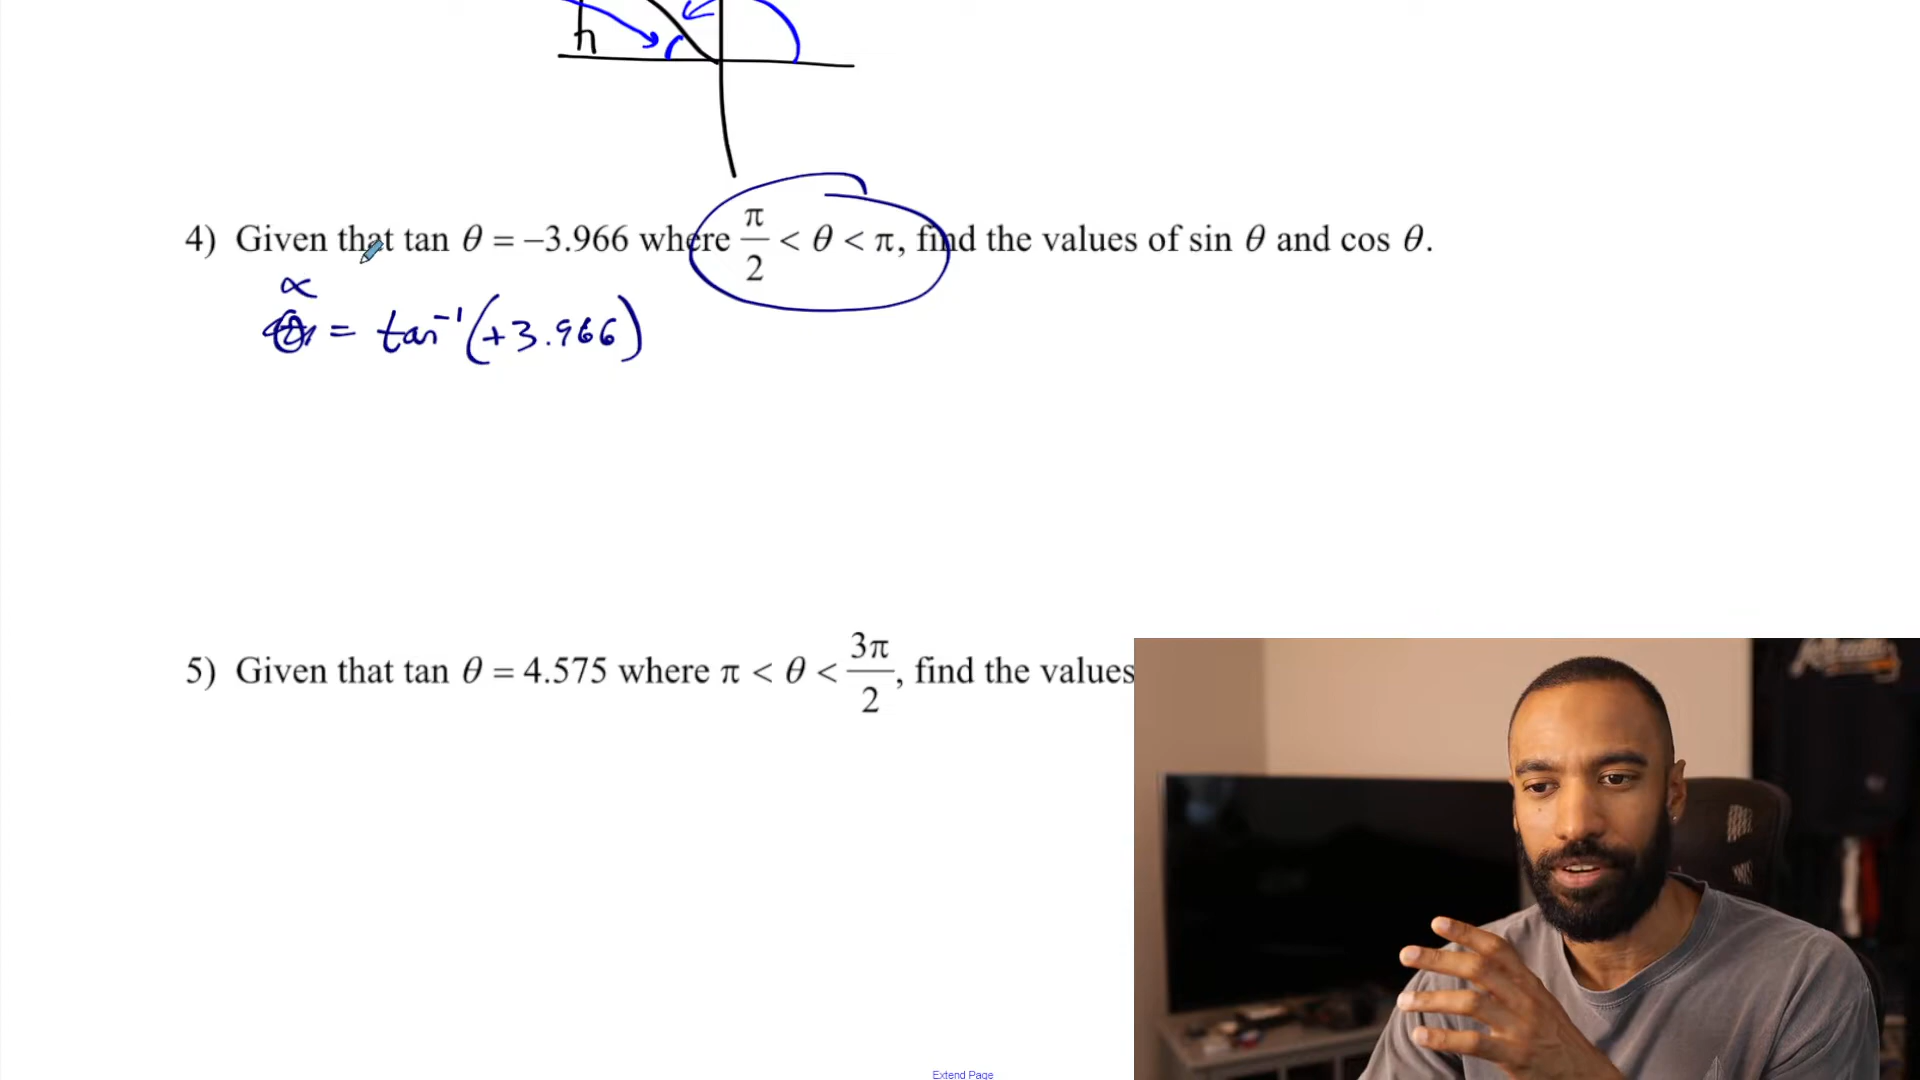 h
4) Given that tan θ = −3.966 where π/2 < θ < π, find the values of sin θ and cos θ.
∝
θ = tan⁻¹(+3.966)
5) Given that tan θ = 4.575 where π < θ < 3π/2, find the values
Extend Page